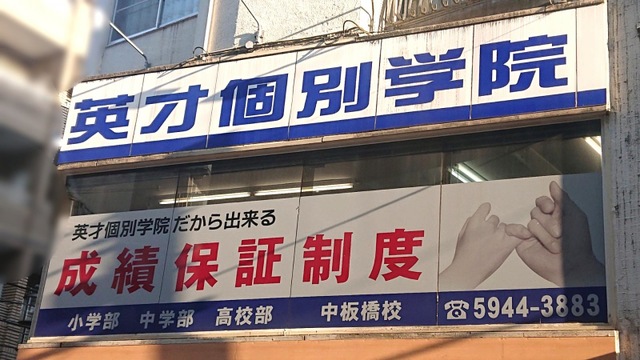 英才個別学院
英才個別学院だから出来る
成績保証制度
小学部 中学部 高校部 中板橋校 ☎5944-3883